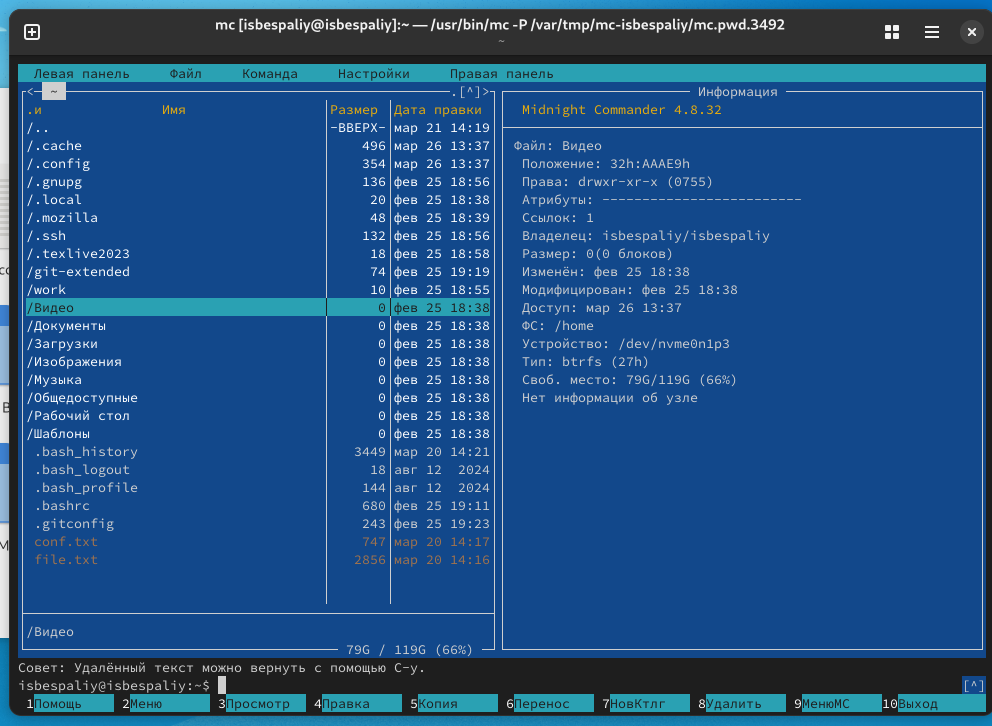 mc [isbespaliy@isbespaliy]:~ — /usr/bin/mc -P /var/tmp/mc-isbespaliy/mc.pwd.3492
~
Левая панель Файл Команда Настройки Правая панель
<─ ~ .[^]>
.и Имя Размер Дата правки
/.. -ВВЕРХ- мар 21 14:19
/.cache 496 мар 26 13:37
/.config 354 мар 26 13:37
/.gnupg 136 фев 25 18:56
/.local 20 фев 25 18:38
/.mozilla 48 фев 25 18:39
/.ssh 132 фев 25 18:56
/.texlive2023 18 фев 25 18:58
/git-extended 74 фев 25 19:19
/work 10 фев 25 18:55
/Видео 0 фев 25 18:38
/Документы 0 фев 25 18:38
/Загрузки 0 фев 25 18:38
/Изображения 0 фев 25 18:38
/Музыка 0 фев 25 18:38
/Общедоступные 0 фев 25 18:38
/Рабочий стол 0 фев 25 18:38
/Шаблоны 0 фев 25 18:38
.bash_history 3449 мар 20 14:21
.bash_logout 18 авг 12 2024
.bash_profile 144 авг 12 2024
.bashrc 680 фев 25 19:11
.gitconfig 243 фев 25 19:23
conf.txt 747 мар 20 14:17
file.txt 2856 мар 20 14:16
/Видео
79G / 119G (66%)
Информация
Midnight Commander 4.8.32
Файл: Видео
Положение: 32h:AAAE9h
Права: drwxr-xr-x (0755)
Атрибуты: -------------------------
Ссылок: 1
Владелец: isbespaliy/isbespaliy
Размер: 0(0 блоков)
Изменён: фев 25 18:38
Модифицирован: фев 25 18:38
Доступ: мар 26 13:37
ФС: /home
Устройство: /dev/nvme0n1p3
Тип: btrfs (27h)
Своб. место: 79G/119G (66%)
Нет информации об узле
Совет: Удалённый текст можно вернуть с помощью C-y.
isbespaliy@isbespaliy:~$ [^]
1Помощь 2Меню 3Просмотр 4Правка 5Копия 6Перенос 7НовКтлг 8Удалить 9МенюMC 10Выход